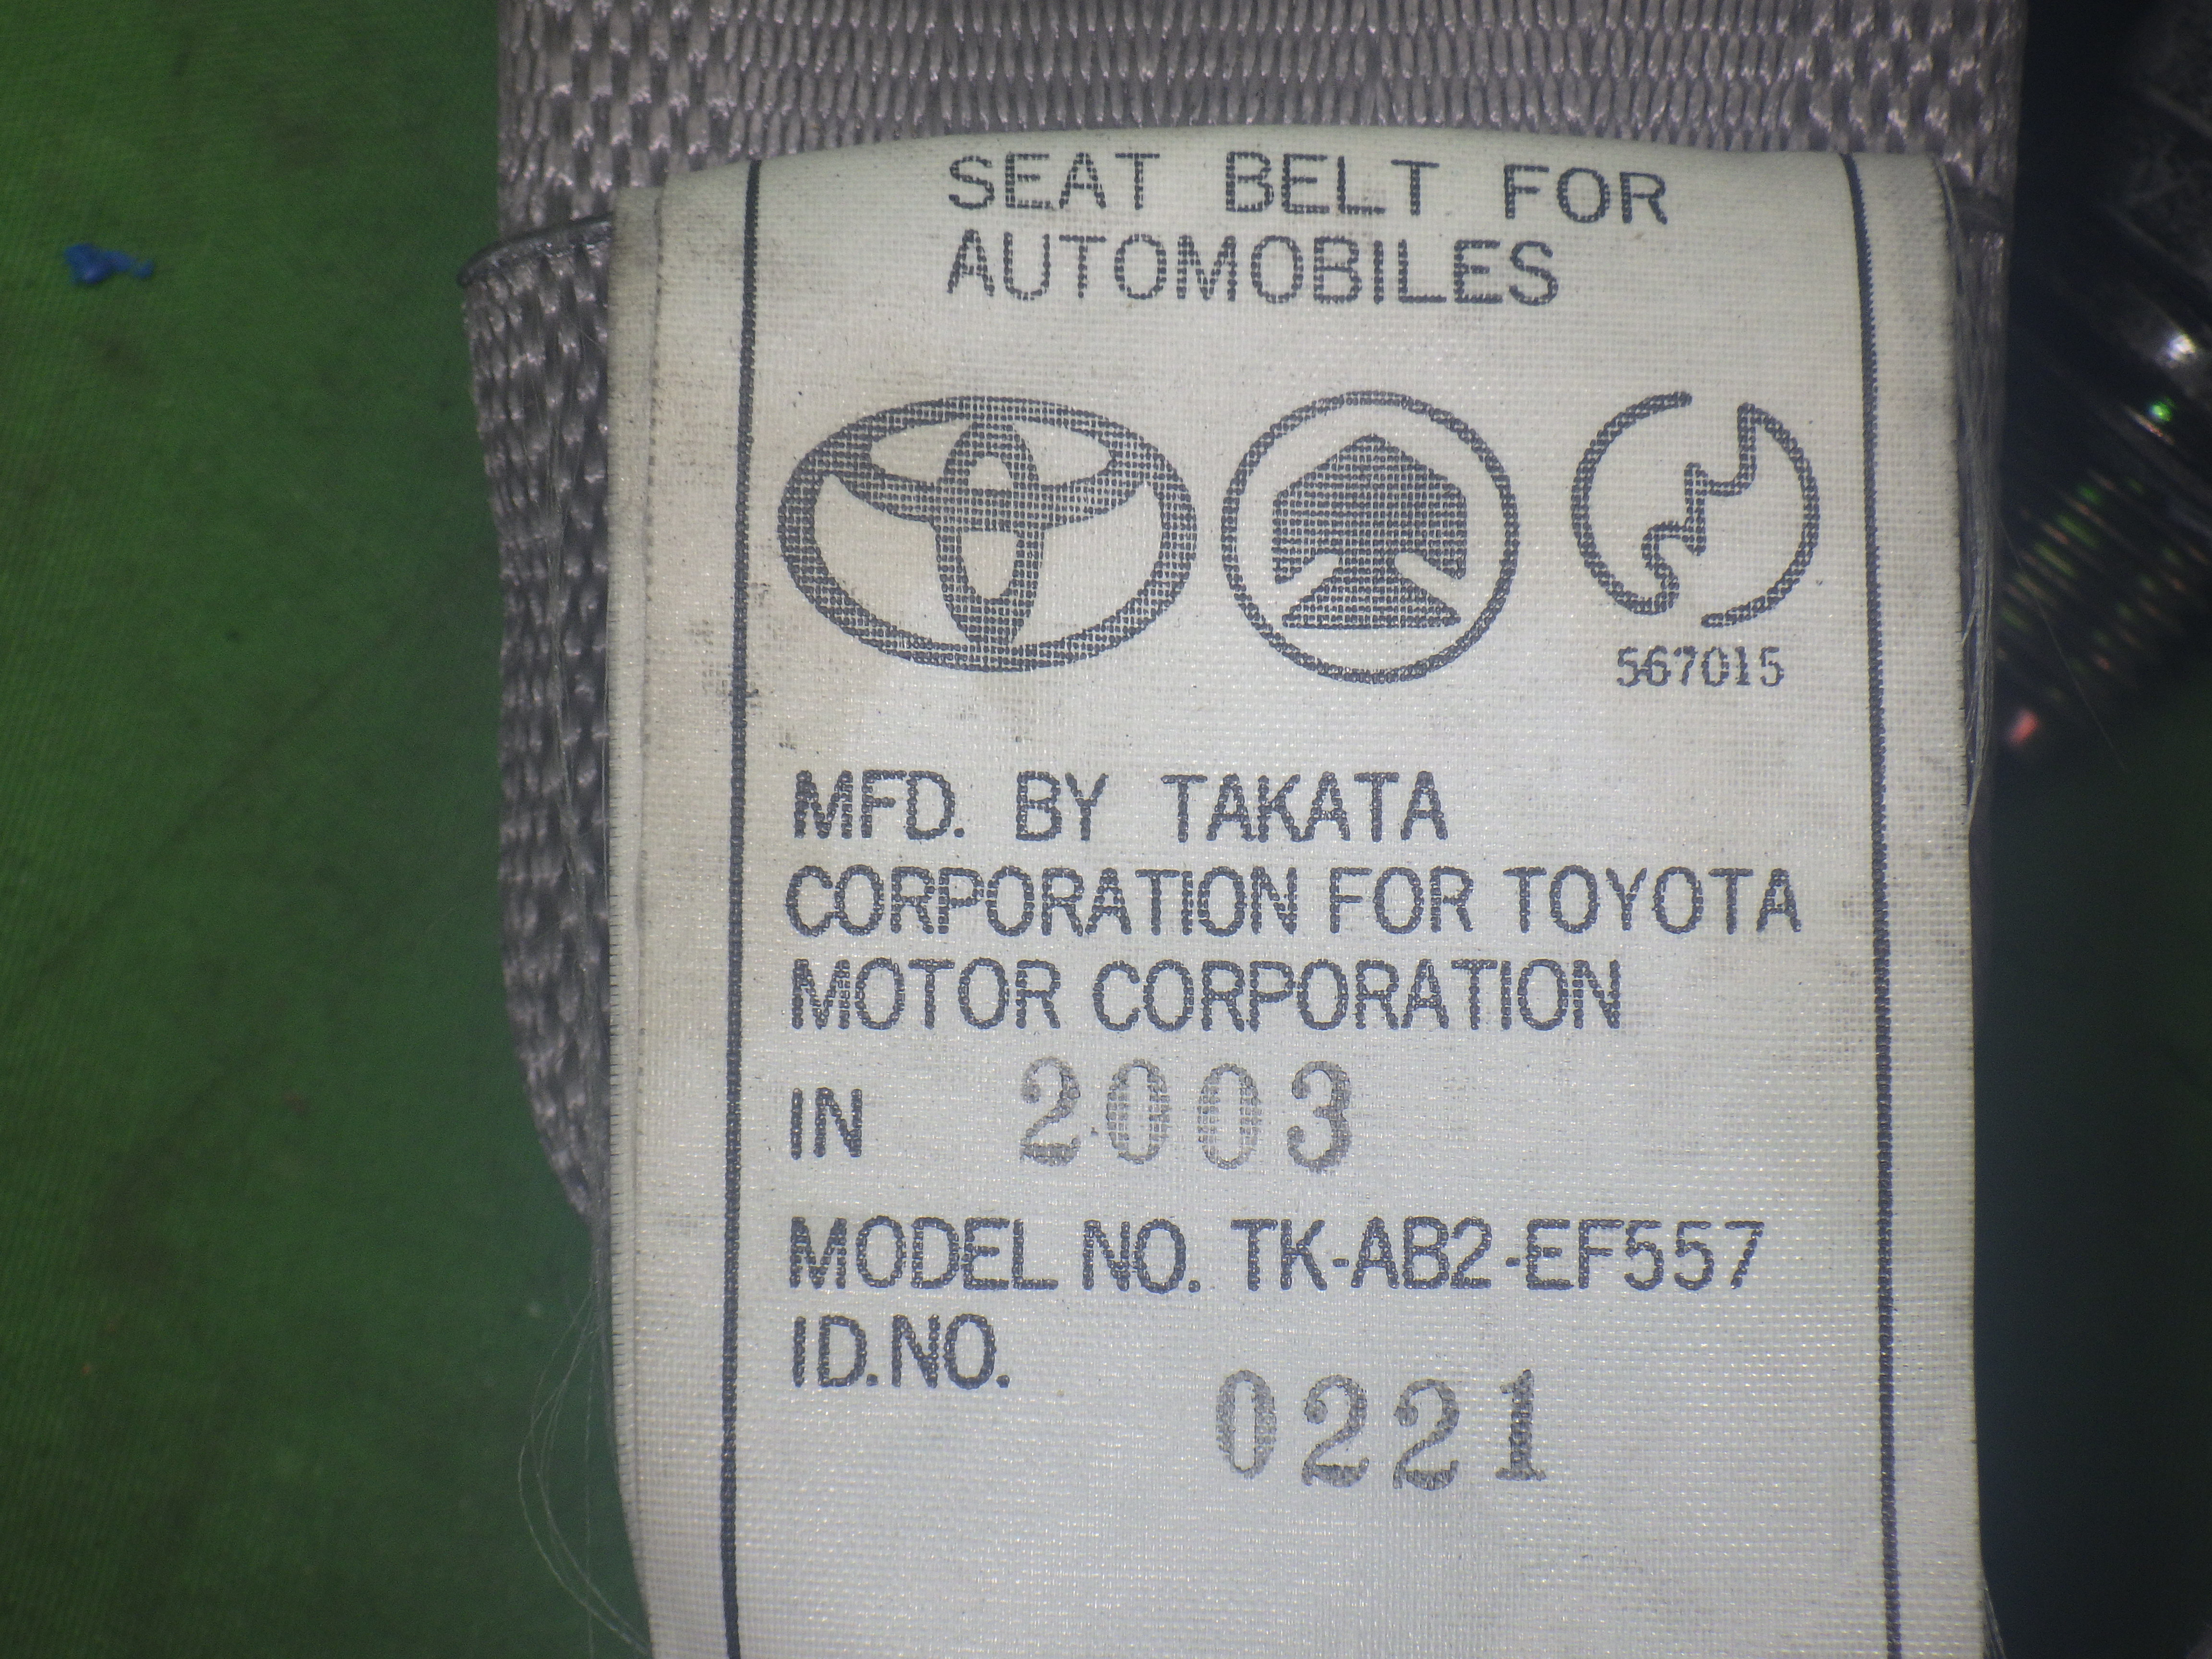 SEAT BELT FOR
AUTOMOBILES
567015
MFD. BY TAKATA
CORPORATION FOR TOYOTA
MOTOR CORPORATION
IN 2003
MODEL NO. TK-AB2-EF557
ID.NO.
0221